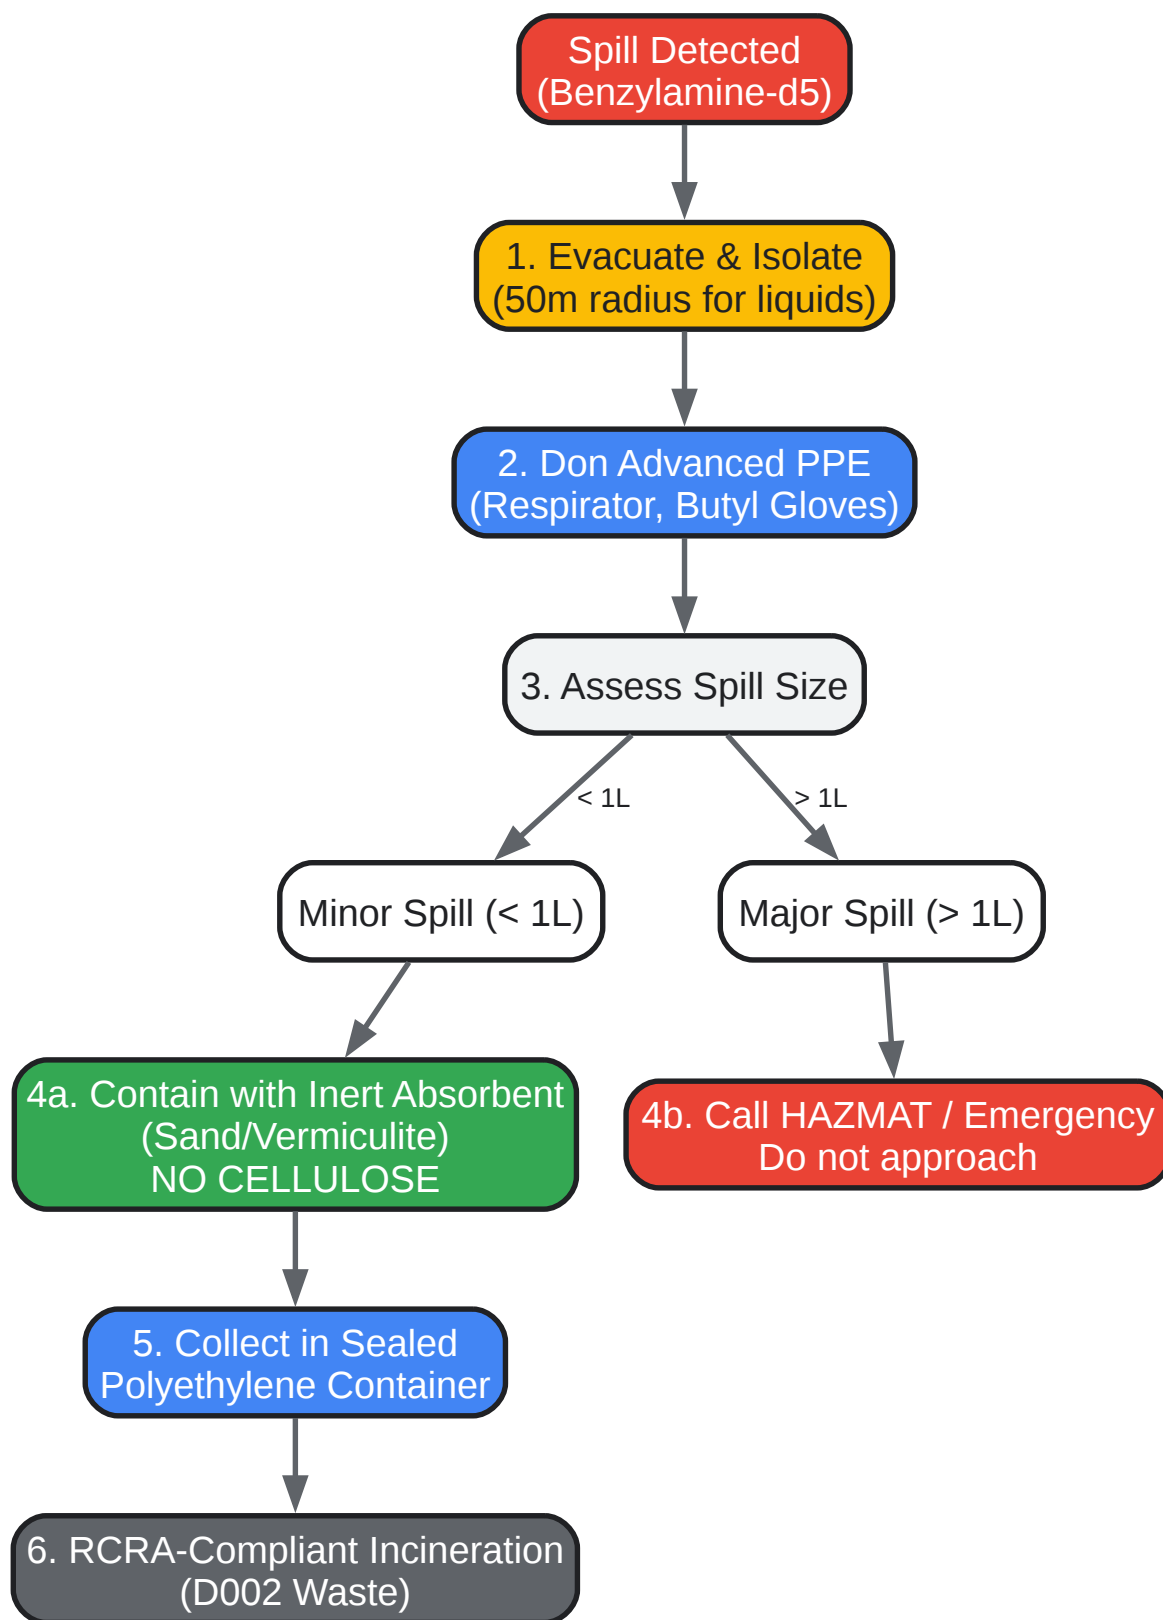 Spill Detected
(Benzylamine-d5)
1. Evacuate & Isolate
(50m radius for liquids)
2. Don Advanced PPE
(Respirator, Butyl Gloves)
3. Assess Spill Size
< 1L
> 1L
Minor Spill (< 1L)
Major Spill (> 1L)
4a. Contain with Inert Absorbent
(Sand/Vermiculite)
NO CELLULOSE
4b. Call HAZMAT / Emergency
Do not approach
5. Collect in Sealed
Polyethylene Container
6. RCRA-Compliant Incineration
(D002 Waste)